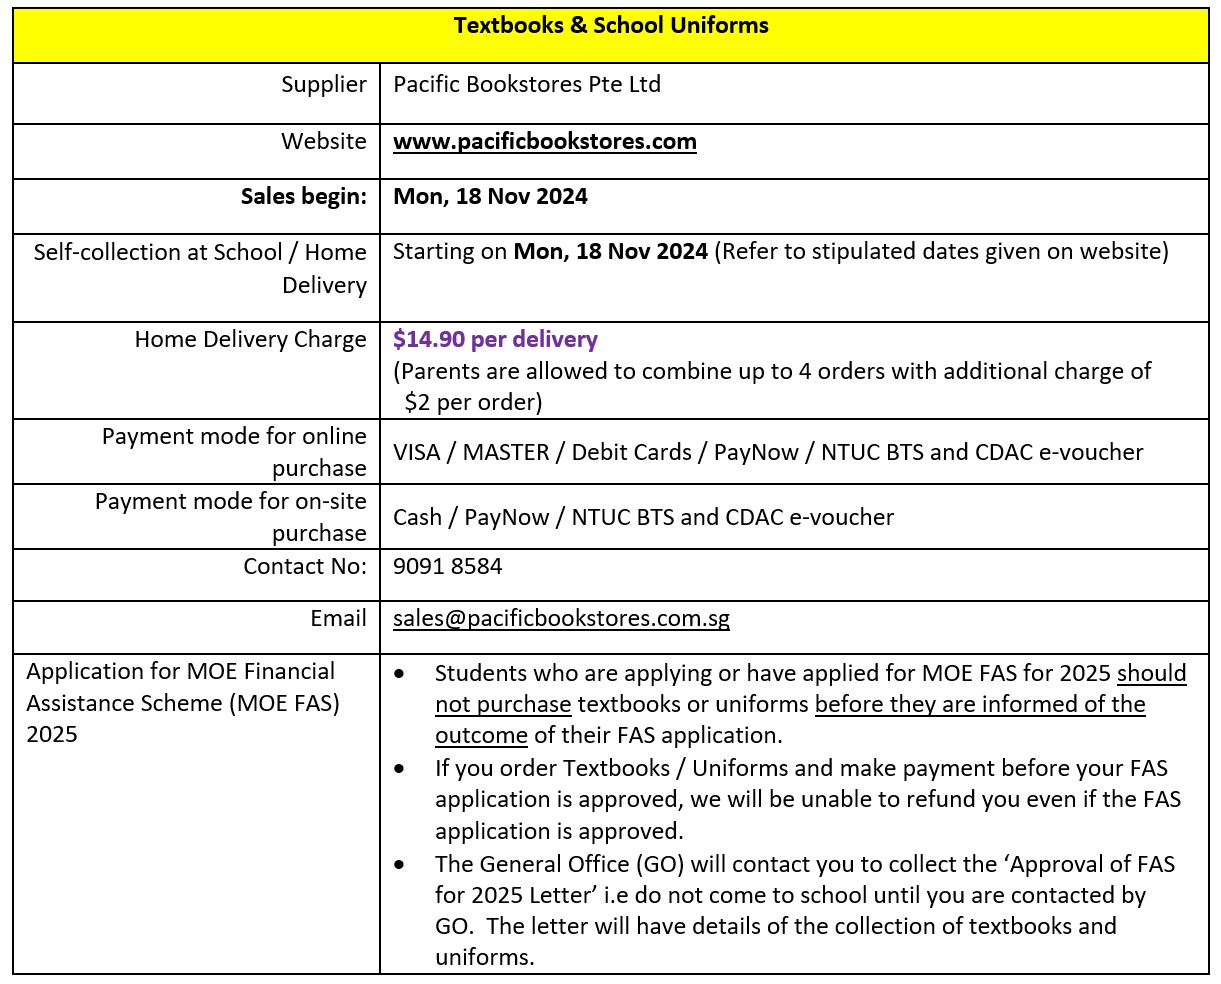 Textbooks & School Uniforms
Supplier
Pacific Bookstores Pte Ltd
Website
www.pacificbookstores.com
Sales begin:
Mon, 18 Nov 2024
Self-collection at School / Home
Delivery
Starting on Mon, 18 Nov 2024 (Refer to stipulated dates given on website)
Home Delivery Charge
$14.90 per delivery
(Parents are allowed to combine up to 4 orders with additional charge of
$2 per order)
Payment mode for online
purchase
VISA / MASTER / Debit Cards / PayNow / NTUC BTS and CDAC e-voucher
Payment mode for on-site
purchase
Cash / PayNow / NTUC BTS and CDAC e-voucher
Contact No:
9091 8584
Email
sales@pacificbookstores.com.sg
Application for MOE Financial
Assistance Scheme (MOE FAS)
2025
• Students who are applying or have applied for MOE FAS for 2025 should
not purchase textbooks or uniforms before they are informed of the
outcome of their FAS application.
• If you order Textbooks / Uniforms and make payment before your FAS
application is approved, we will be unable to refund you even if the FAS
application is approved.
• The General Office (GO) will contact you to collect the ‘Approval of FAS
for 2025 Letter’ i.e do not come to school until you are contacted by
GO.  The letter will have details of the collection of textbooks and
uniforms.